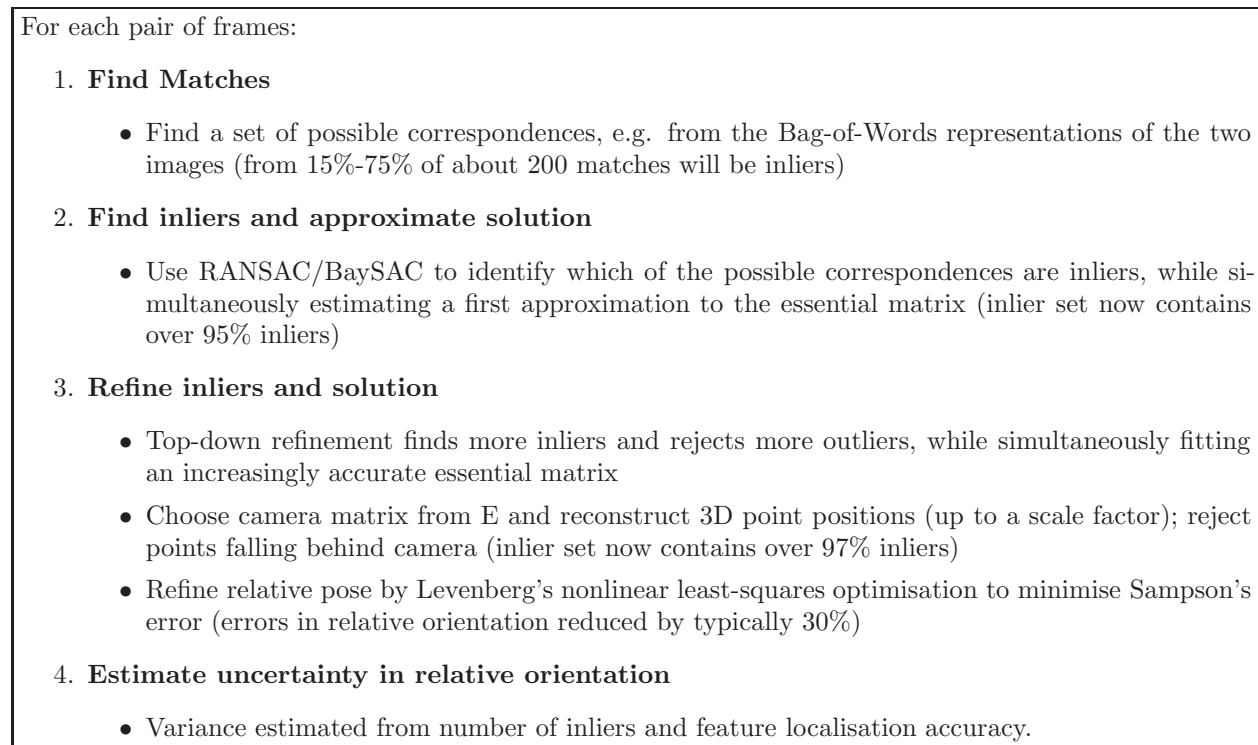 For each pair of frames:
1. Find Matches
• Find a set of possible correspondences, e.g. from the Bag-of-Words representations of the two
images (from 15%-75% of about 200 matches will be inliers)
2. Find inliers and approximate solution
• Use RANSAC/BaySAC to identify which of the possible correspondences are inliers, while si-
multaneously estimating a first approximation to the essential matrix (inlier set now contains
over 95% inliers)
3. Refine inliers and solution
• Top-down refinement finds more inliers and rejects more outliers, while simultaneously fitting
an increasingly accurate essential matrix
• Choose camera matrix from E and reconstruct 3D point positions (up to a scale factor); reject
points falling behind camera (inlier set now contains over 97% inliers)
• Refine relative pose by Levenberg's nonlinear least-squares optimisation to minimise Sampson's
error (errors in relative orientation reduced by typically 30%)
4. Estimate uncertainty in relative orientation
• Variance estimated from number of inliers and feature localisation accuracy.